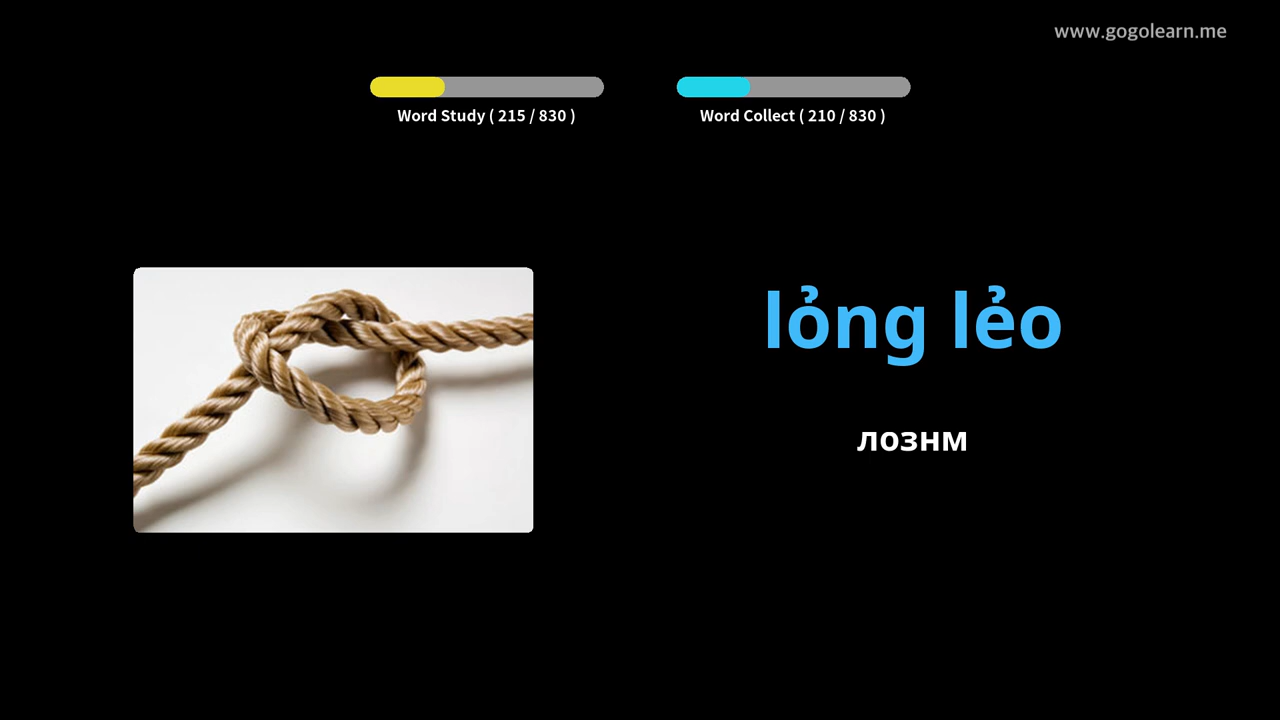 www.gogolearn.me
Word Study ( 215 / 830 )
Word Collect ( 210 / 830 )
lỏng lẻo
лознм